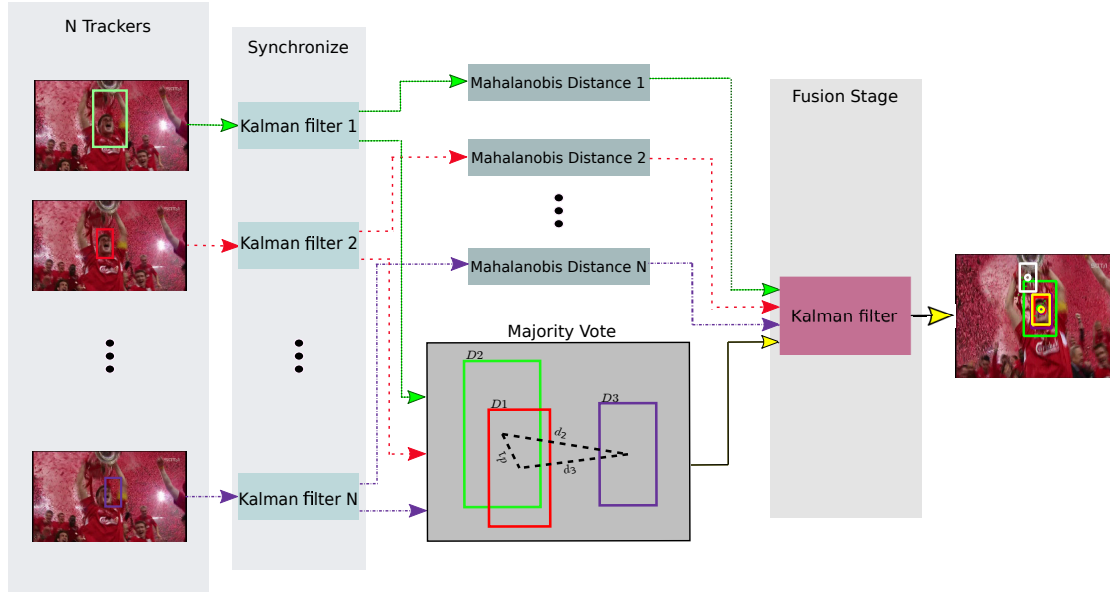 N Trackers
Synchronize
Kalman filter 1
Kalman filter 2
Kalman filter N
Mahalanobis Distance 1
Mahalanobis Distance 2
Mahalanobis Distance N
Majority Vote
D2
D1
D3
d2
d1
d3
Fusion Stage
Kalman filter